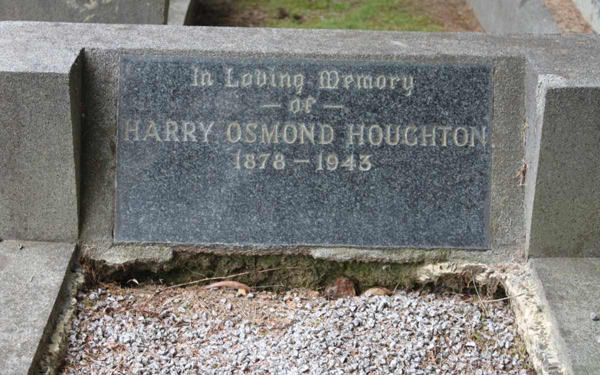 In Loving Memory
— of —
HARRY OSMOND HOUGHTON
1878 – 1943